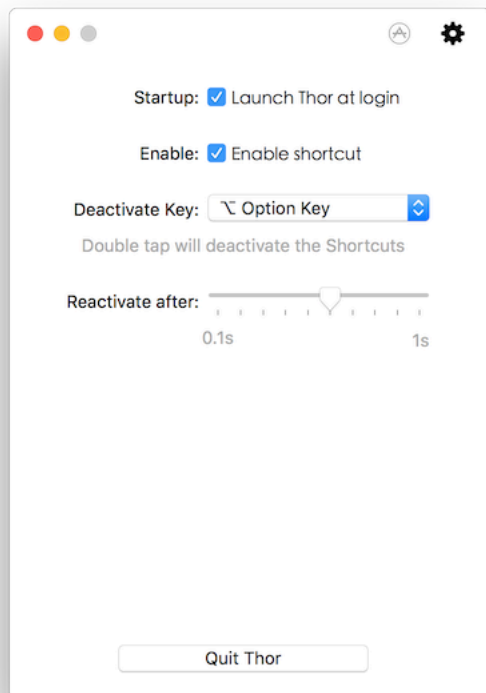 Startup: Launch Thor at login
Enable: Enable shortcut
Deactivate Key: ⌥ Option Key
Double tap will deactivate the Shortcuts
Reactivate after:
0.1s 1s
Quit Thor